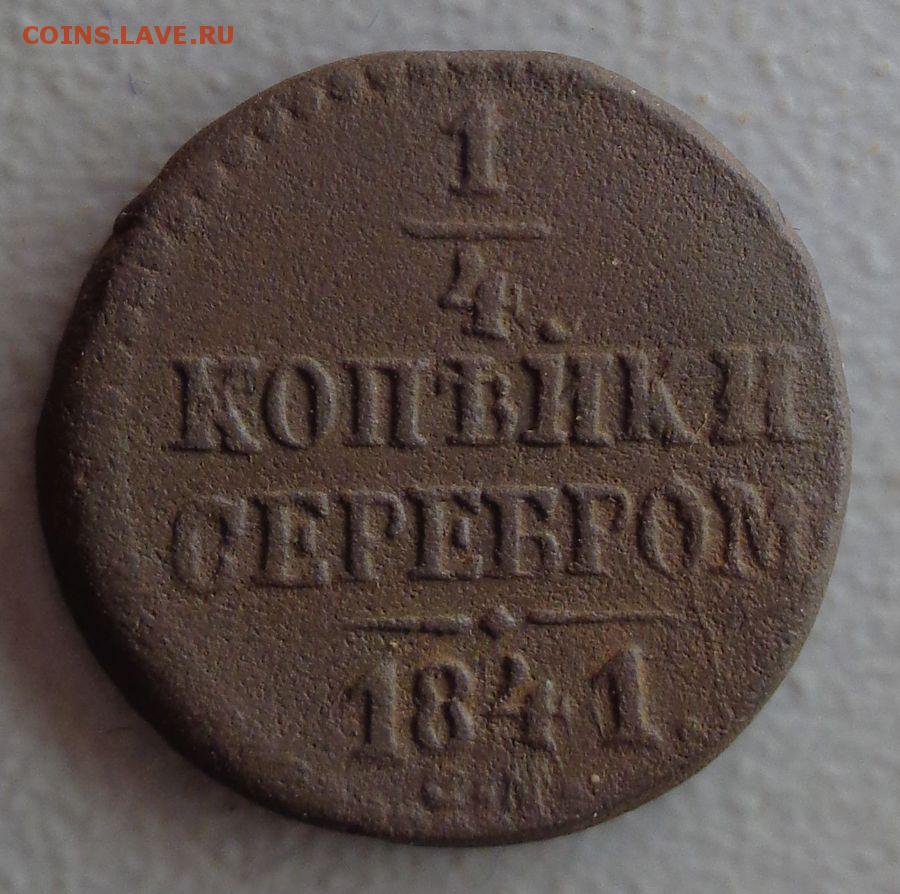 COINS.LAVE.RU
1
4.
КОПѢЙКИ
СЕРЕБРОМ
1841